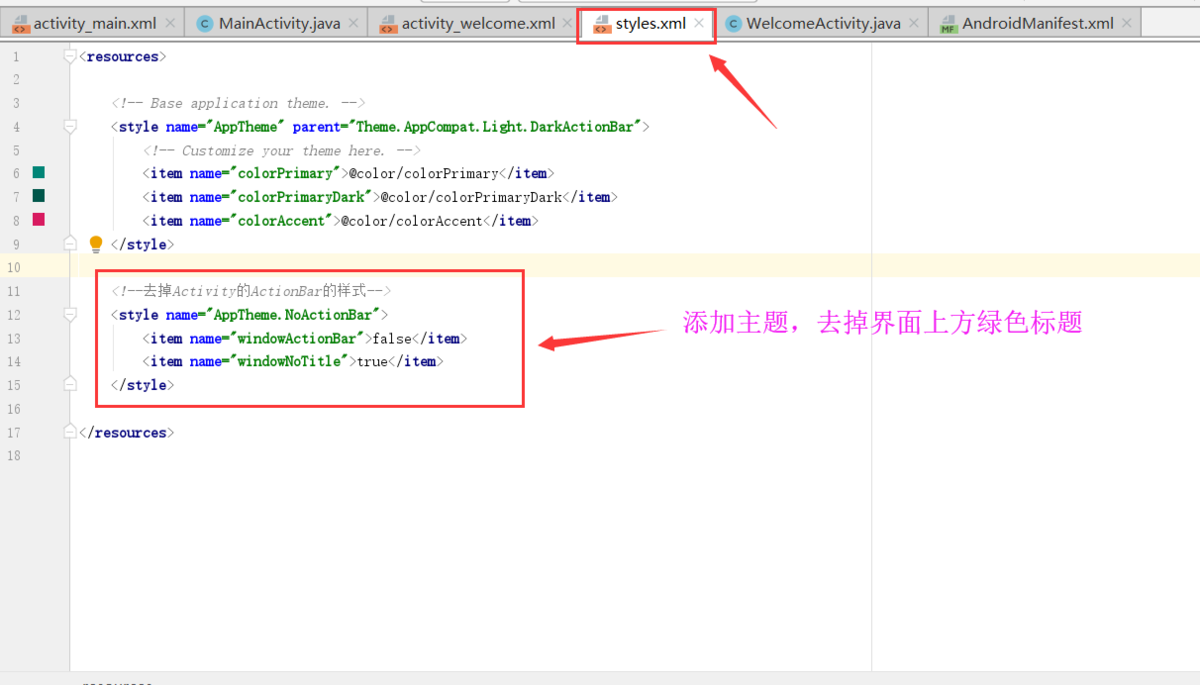 activity_main.xml MainActivity.java activity_welcome.xml styles.xml WelcomeActivity.java AndroidManifest.xml
1 <resources>
2
3 <!-- Base application theme. -->
4 <style name="AppTheme" parent="Theme.AppCompat.Light.DarkActionBar">
5 <!-- Customize your theme here. -->
6 <item name="colorPrimary">@color/colorPrimary</item>
7 <item name="colorPrimaryDark">@color/colorPrimaryDark</item>
8 <item name="colorAccent">@color/colorAccent</item>
9 </style>
10
11 <!--去掉Activity的ActionBar的样式-->
12 <style name="AppTheme.NoActionBar">
13 <item name="windowActionBar">false</item>
14 <item name="windowNoTitle">true</item>
15 </style>
16
17 </resources>
18
添加主题，去掉界面上方绿色标题